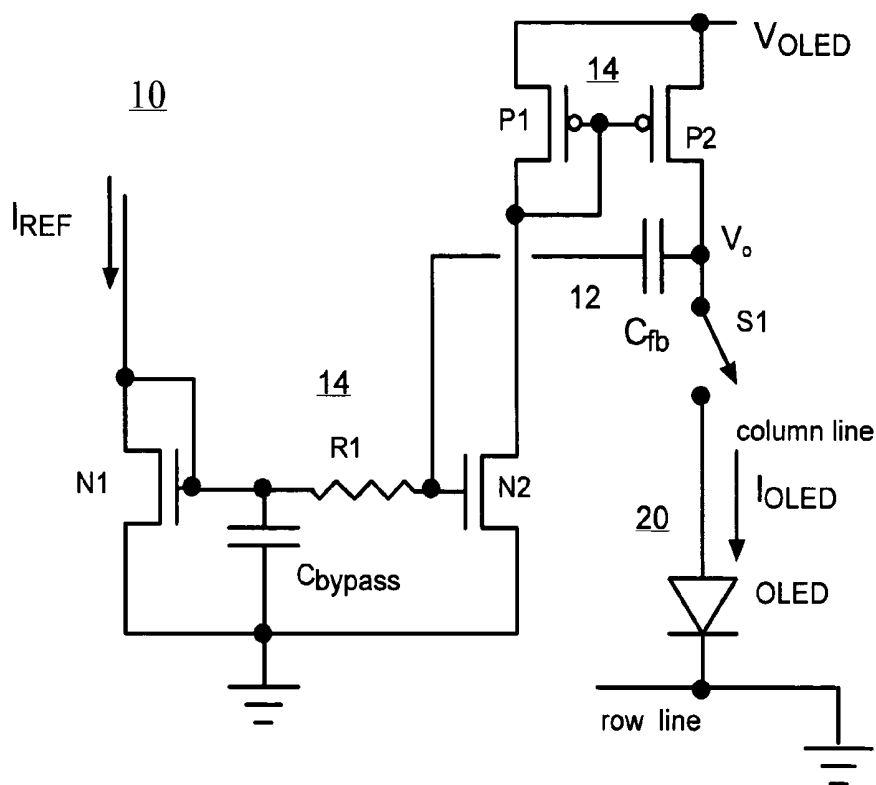 V_OLED
10
14
P1
P2
I_REF
V_o
12
C_fb
S1
14
column line
R1
N1
N2
I_OLED
20
C_bypass
OLED
row line